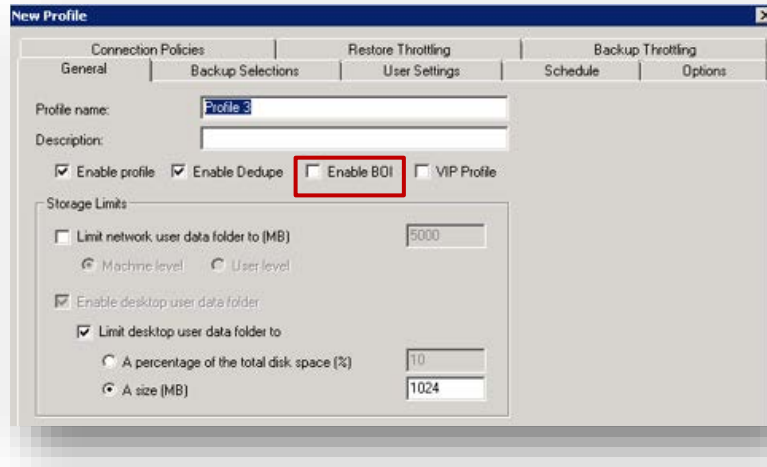 New Profile
Connection Policies Restore Throttling Backup Throttling
General Backup Selections User Settings Schedule Options
Profile name: Profile 3
Description:
Enable profile Enable Dedupe Enable BOI VIP Profile
Storage Limits
Limit network user data folder to (MB) 5000
Machine level User level
Enable desktop user data folder
Limit desktop user data folder to
A percentage of the total disk space (%) 10
A size (MB) 1024